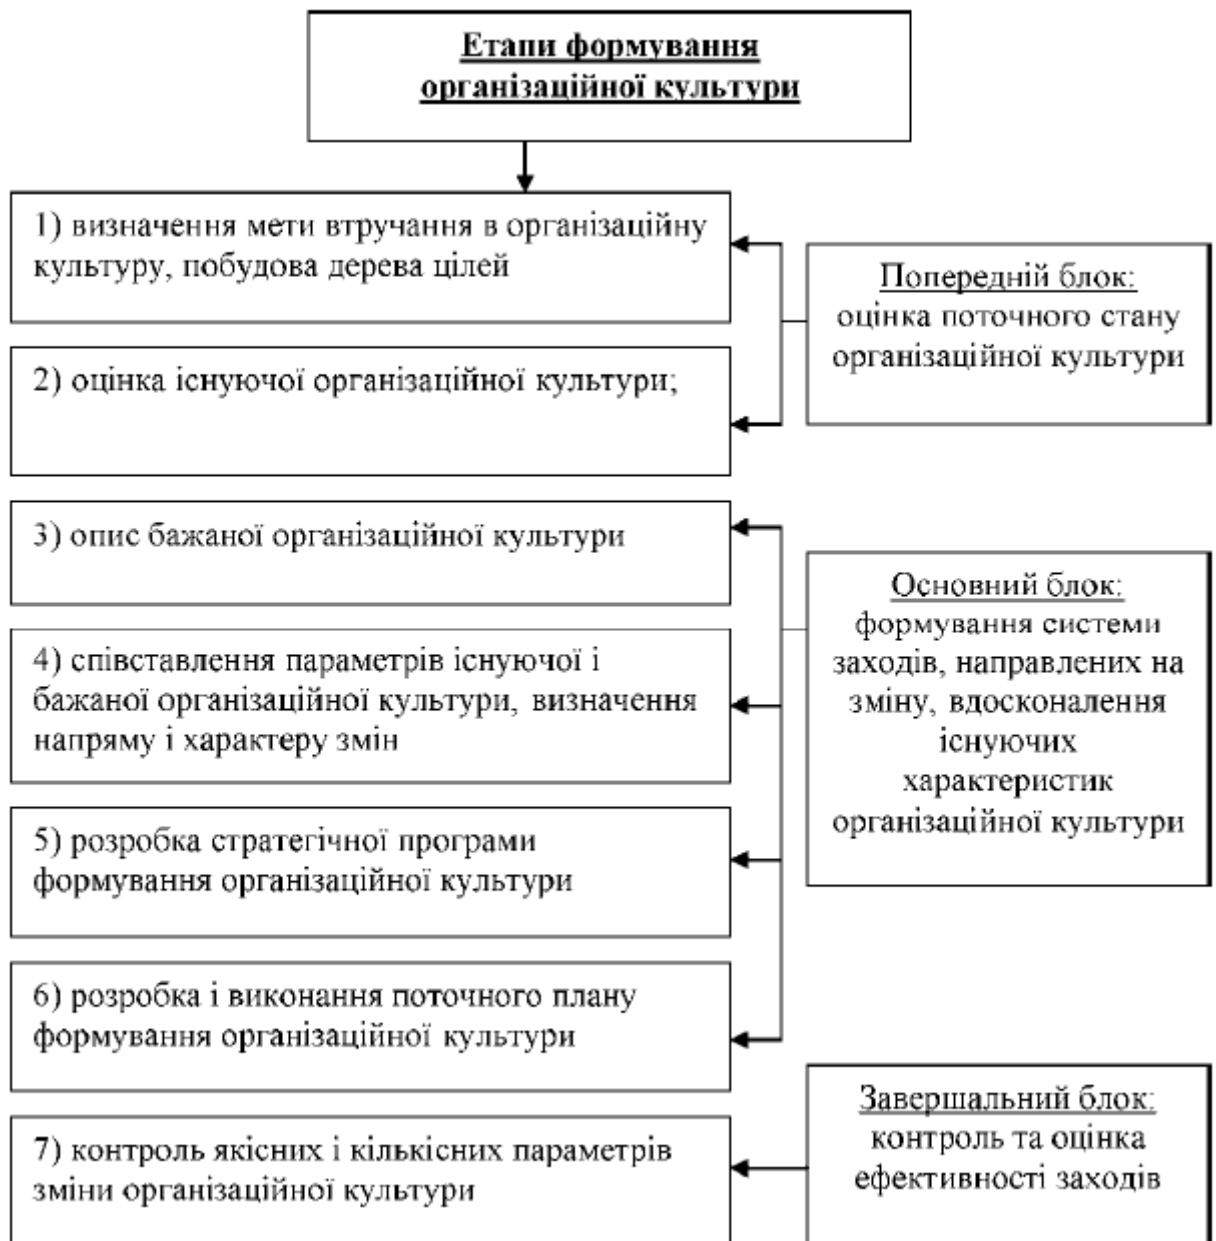 Етапи формування
організаційної культури
1) визначення мети втручання в організаційну
культуру, побудова дерева цілей
Попередній блок:
оцінка поточного стану
організаційної культури
2) оцінка існуючої організаційної культури;
3) опис бажаної організаційної культури
Основний блок:
формування системи
заходів, направлених на
зміну, вдосконалення
існуючих
характеристик
організаційної культури
4) співставлення параметрів існуючої і
бажаної організаційної культури, визначення
напряму і характеру змін
5) розробка стратегічної програми
формування організаційної культури
6) розробка і виконання поточного плану
формування організаційної культури
Завершальний блок:
контроль та оцінка
ефективності заходів
7) контроль якісних і кількісних параметрів
зміни організаційної культури